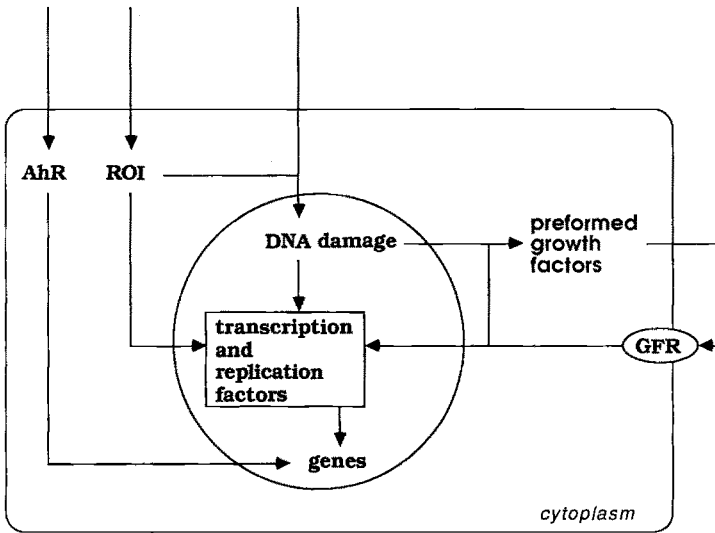 AhR ROI
DNA damage
preformed
growth
factors
transcription
and
replication
factors
GFR
genes
cytoplasm